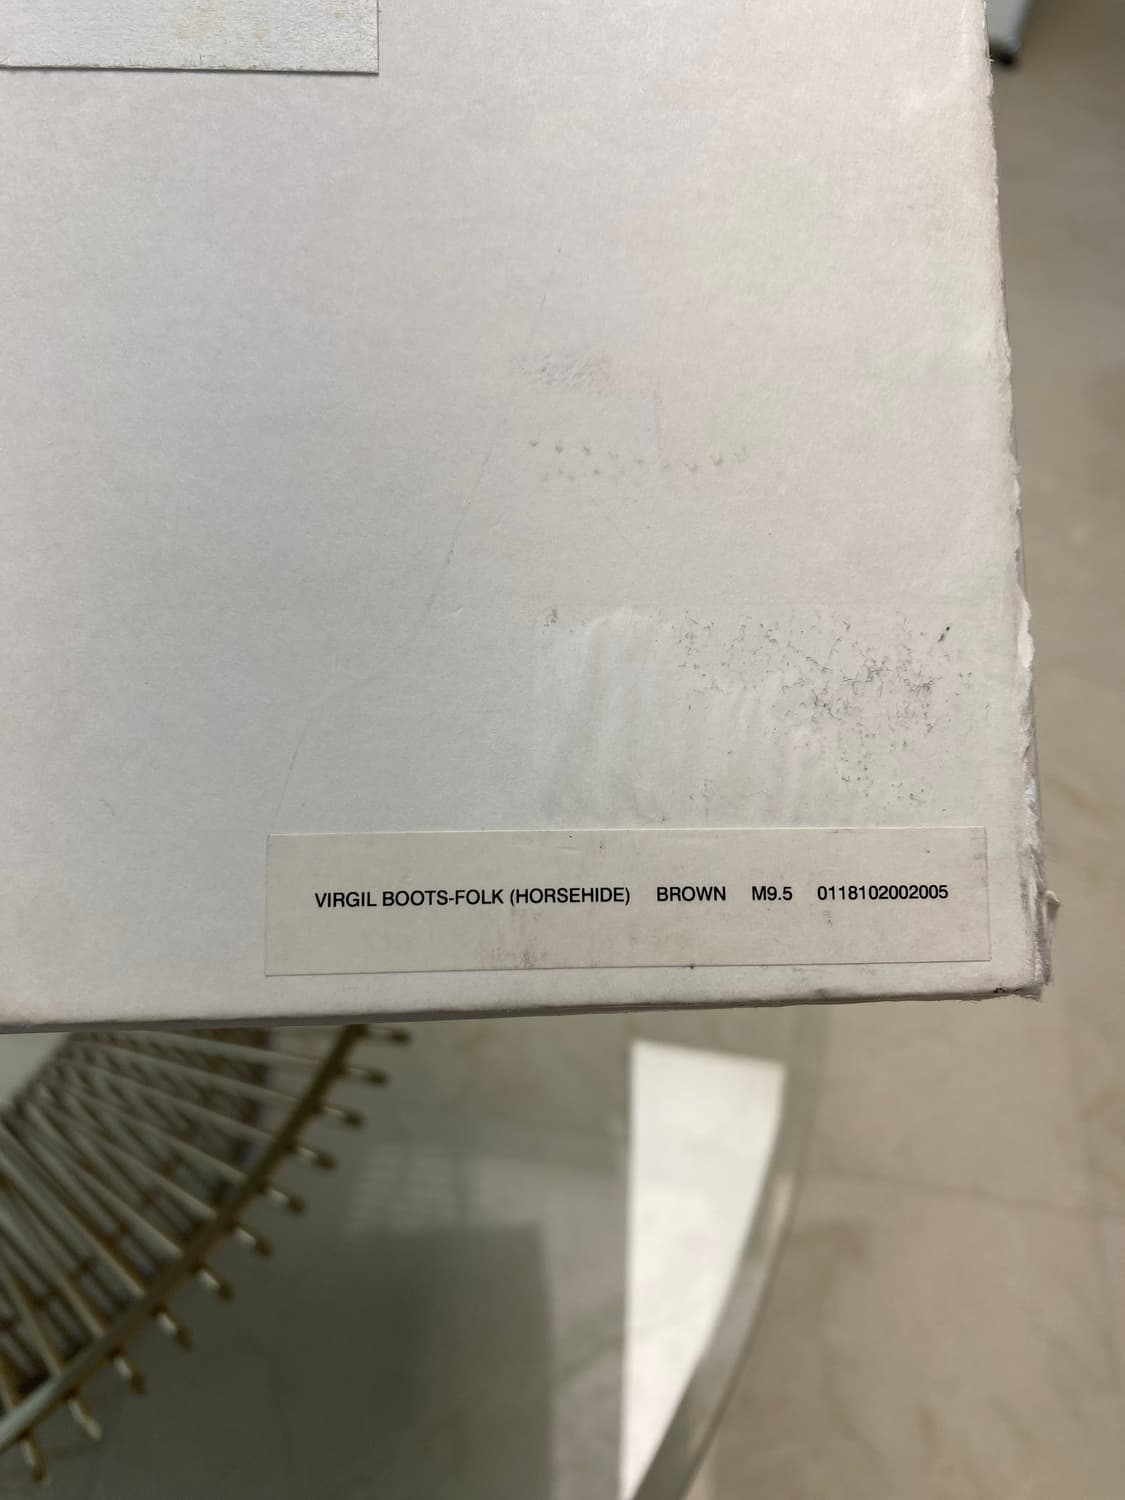 VIRGIL BOOTS-FOLK (HORSEHIDE) BROWN M9.5 0118102002005